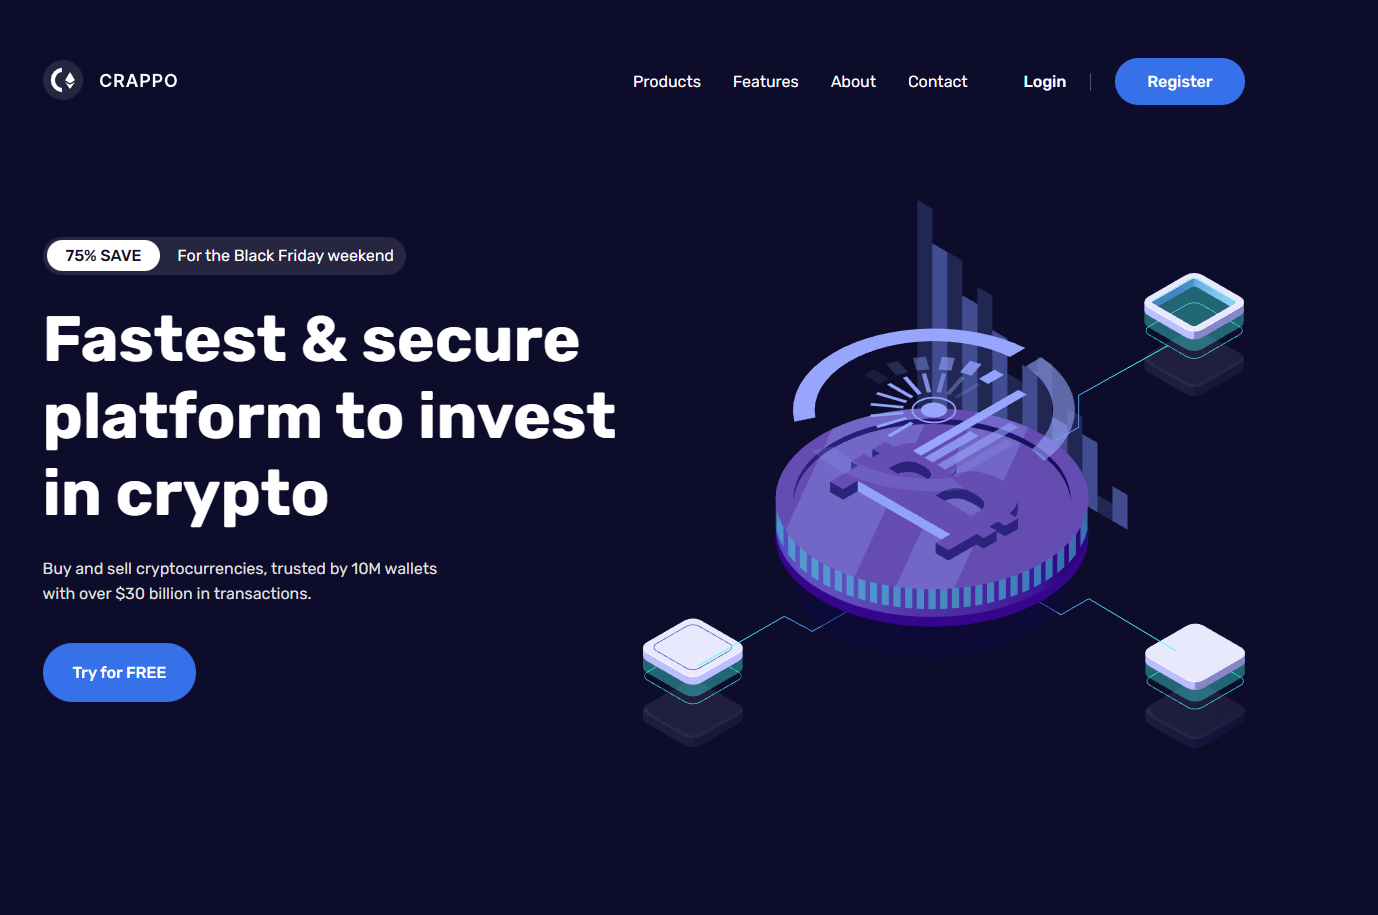 CRAPPO
Products Features About Contact Login Register
75% SAVE For the Black Friday weekend
Fastest & secure
platform to invest
in crypto
Buy and sell cryptocurrencies, trusted by 10M wallets
with over $30 billion in transactions.
Try for FREE